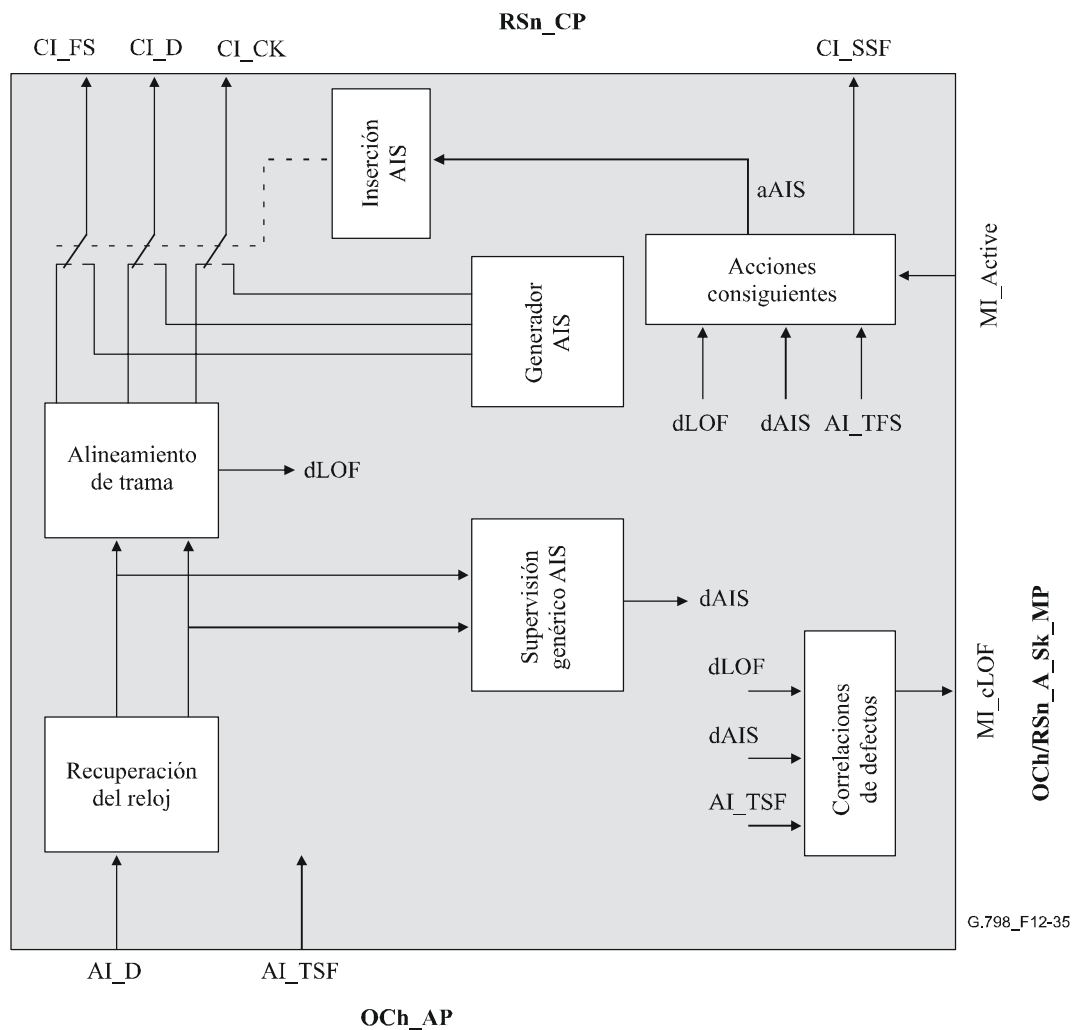 RSn_CP
CI_FS
CI_D
CI_CK
CI_SSF
Inserción
AIS
aAIS
Acciones
consiguientes
MI_Active
Generador
AIS
dLOF
dAIS
AI_TFS
Alineamiento
de trama
dLOF
Supervisión
genérico AIS
dAIS
dLOF
dAIS
AI_TSF
Correlaciones
de defectos
MI_cLOF
OCh/RSn_A_Sk_MP
Recuperación
del reloj
G.798_F12-35
AI_D
AI_TSF
OCh_AP